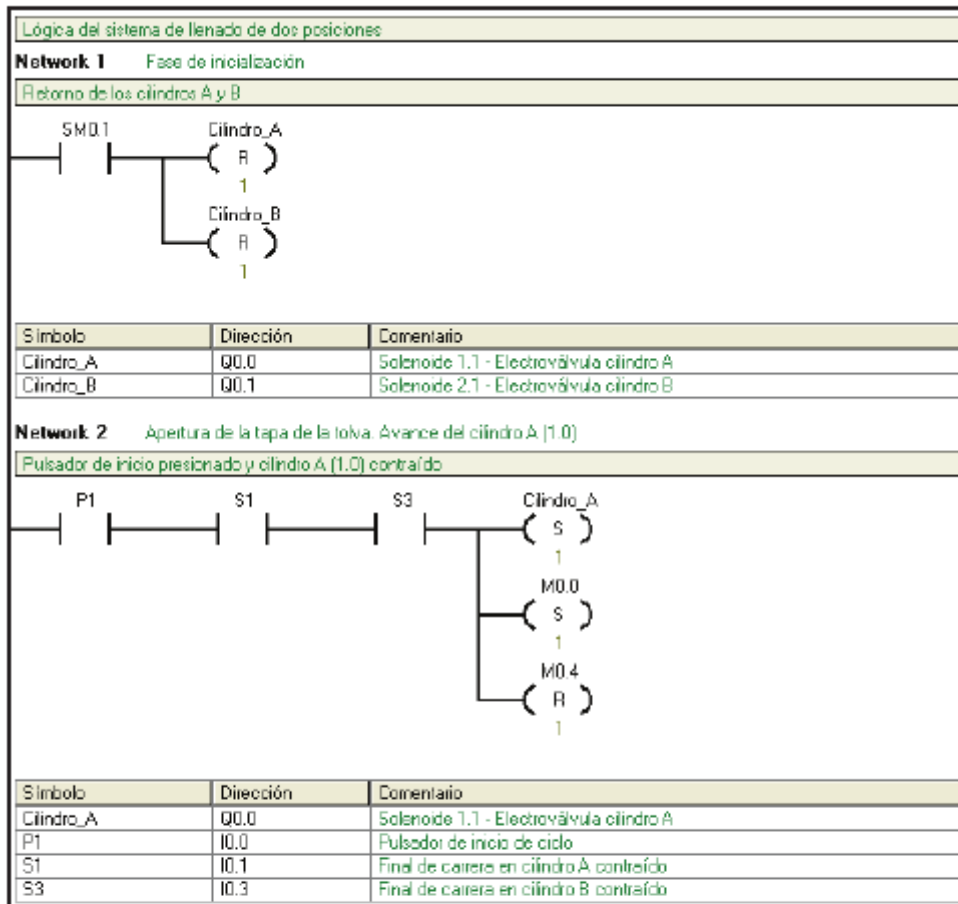 Lógica del sistema de llenado de dos posiciones
Network 1 Fase de inicialización
Retorno de los cilindros A y B
SM0.1 Cilindro_A
R
1
Cilindro_B
R
1
Símbolo Dirección Comentario
Cilindro_A Q0.0 Solenoide 1.1 - Electroválvula cilindro A
Cilindro_B Q0.1 Solenoide 2.1 - Electroválvula cilindro B
Network 2 Apertura de la tapa de la tolva. Avance del cilindro A (1.0)
Pulsador de inicio presionado y cilindro A (1.0) contraído
P1 S1 S3 Cilindro_A
S
1
M0.0
S
1
M0.4
R
1
Símbolo Dirección Comentario
Cilindro_A Q0.0 Solenoide 1.1 - Electroválvula cilindro A
P1 I0.0 Pulsador de inicio de ciclo
S1 I0.1 Final de carrera en cilindro A contraído
S3 I0.3 Final de carrera en cilindro B contraído